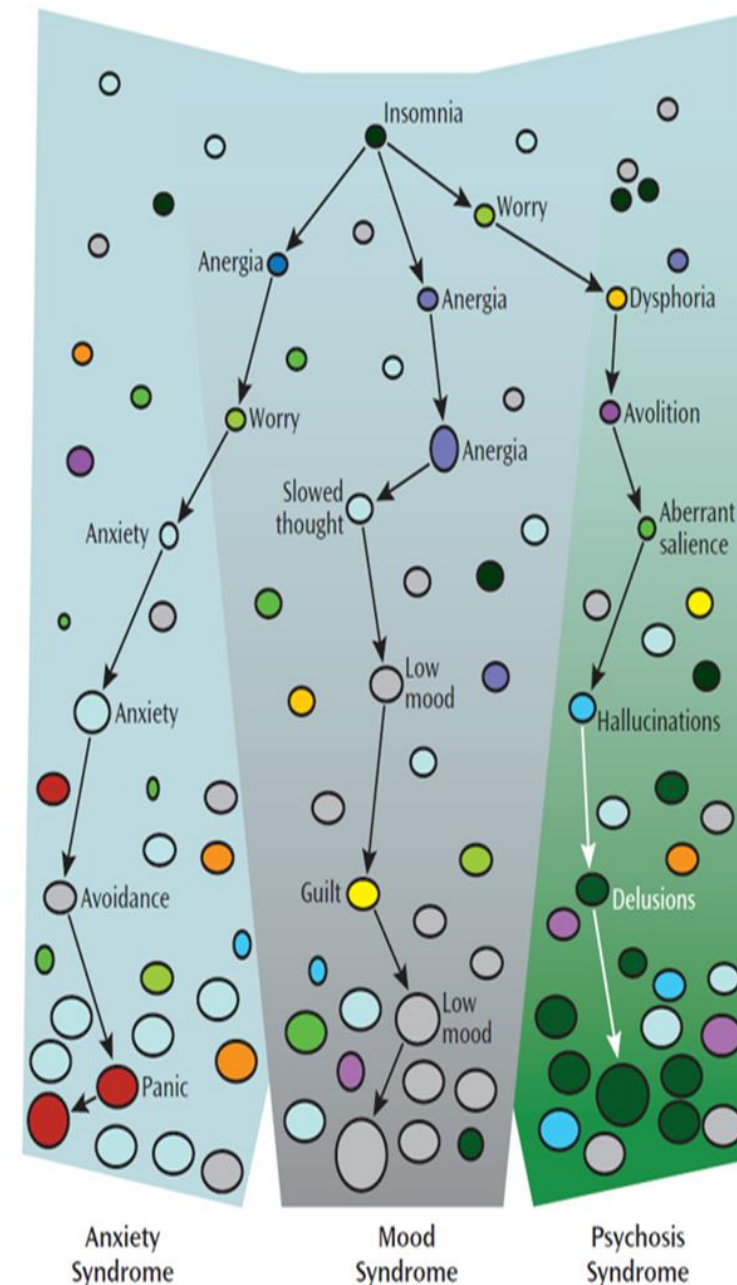 Insomnia
Worry
Anergia
Anergia
Dysphoria
Worry
Avolition
Anergia
Slowed
thought
Anxiety
Aberrant
salience
Low
mood
Anxiety
Hallucinations
Avoidance
Guilt
Delusions
Low
mood
Panic
Anxiety
Syndrome
Mood
Syndrome
Psychosis
Syndrome